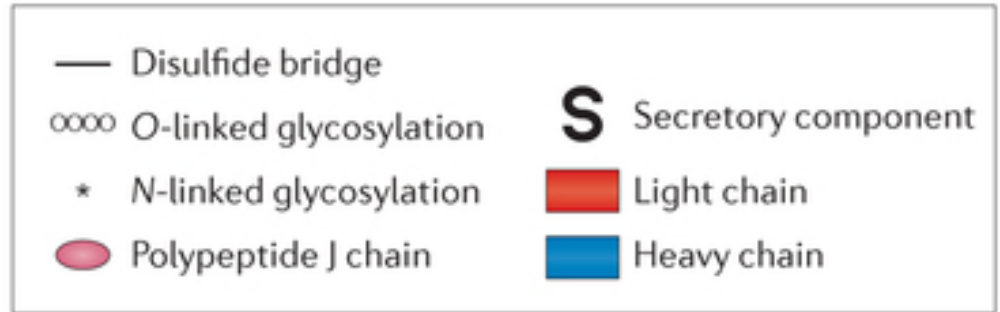 Disulfide bridge
O-linked glycosylation
N-linked glycosylation
* 
Polypeptide J chain
S
Secretory component
Light chain
Heavy chain